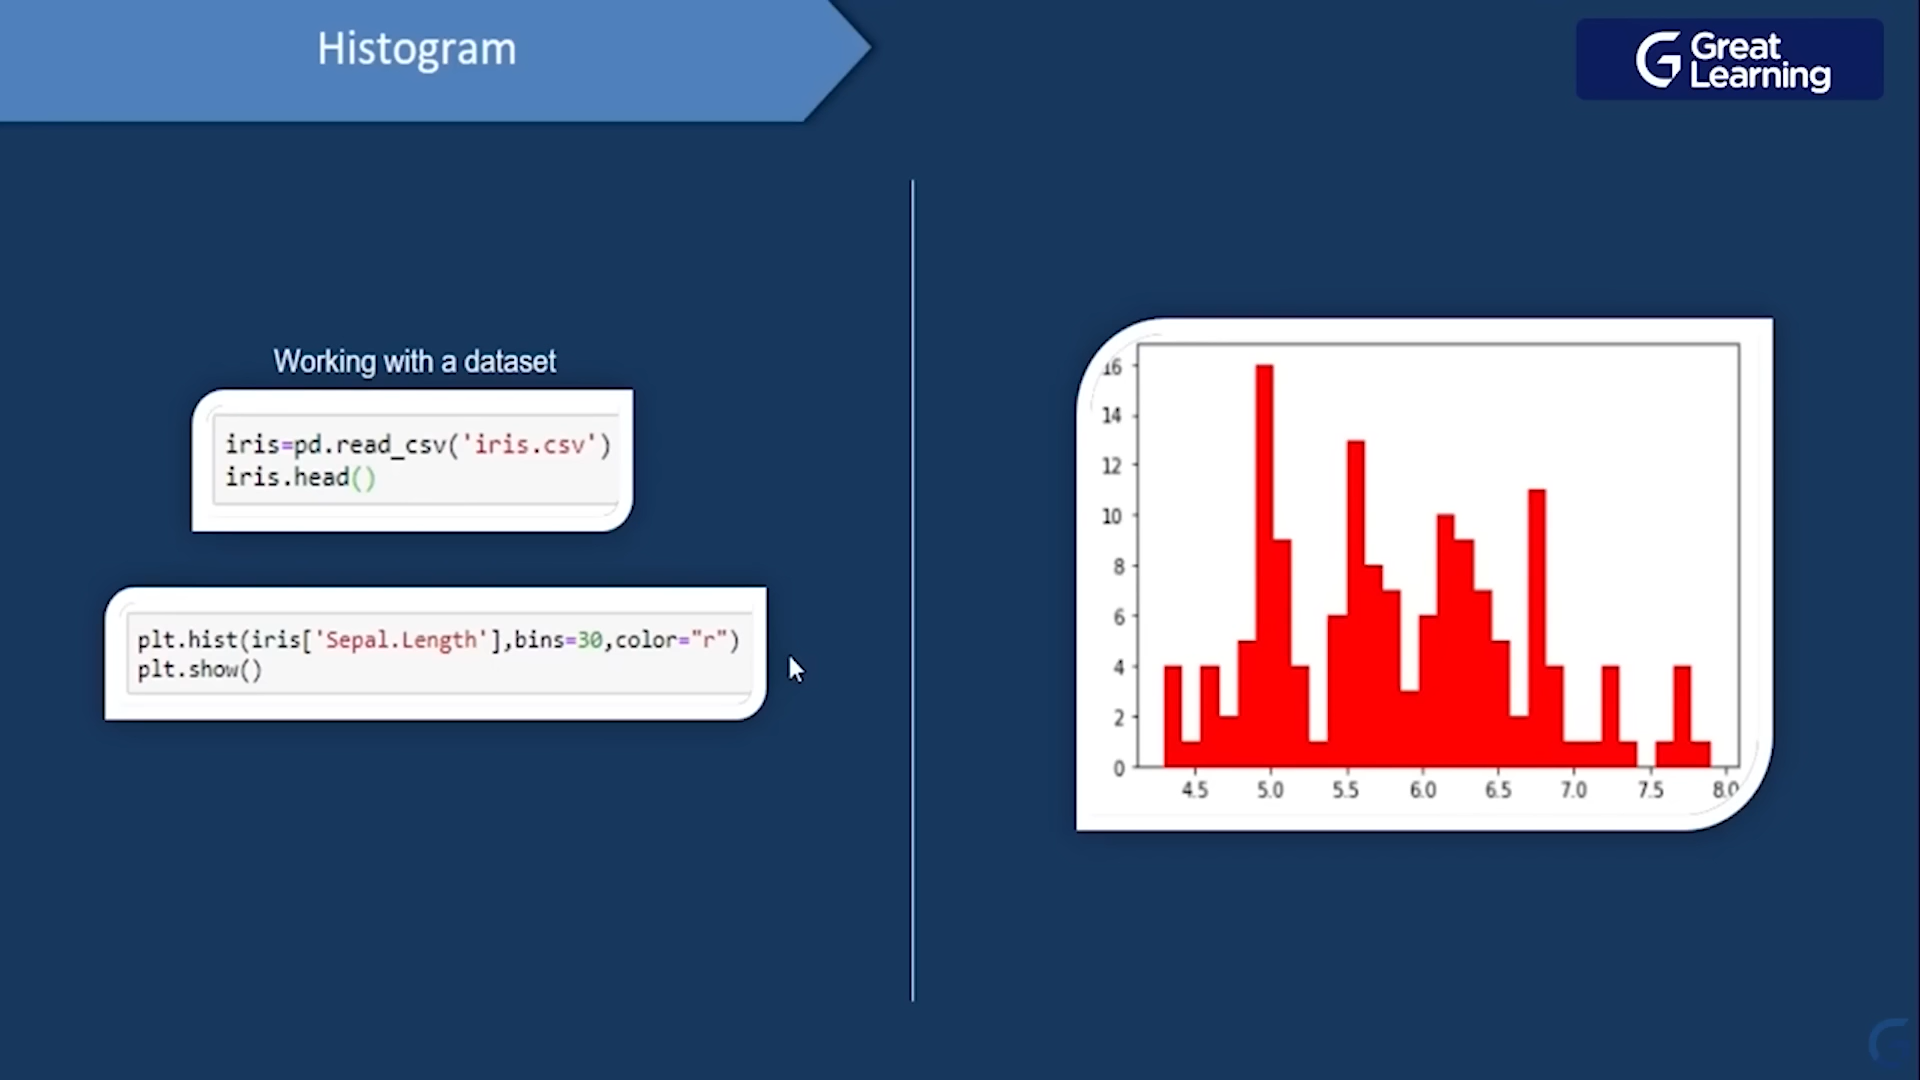 Histogram
Great
Learning
Working with a dataset
iris=pd.read_csv('iris.csv')
iris.head()
plt.hist(iris['Sepal.Length'],bins=30,color="r")
plt.show()
16
14
12
10
8
6
4
2
0
4.5 5.0 5.5 6.0 6.5 7.0 7.5 8.0